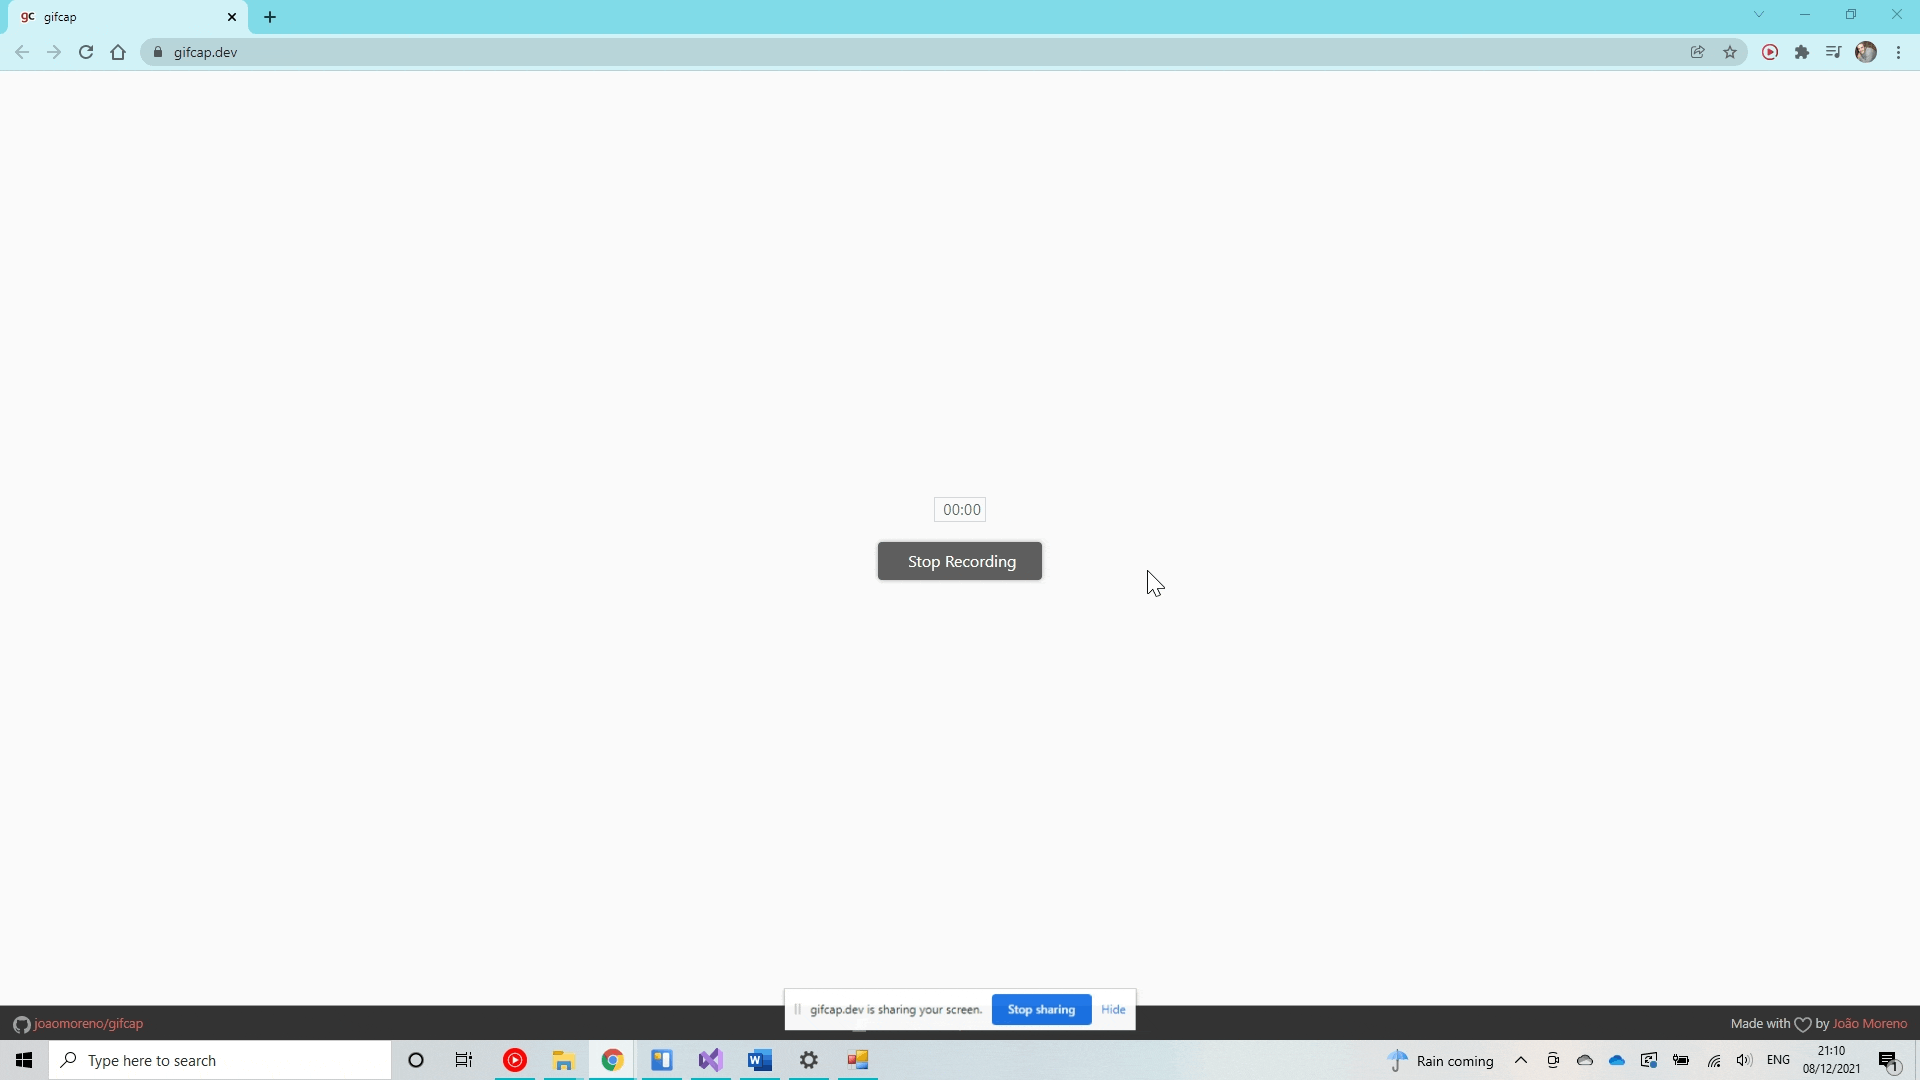 gc gifcap
gifcap.dev
00:00
Stop Recording
gifcap.dev is sharing your screen. Stop sharing Hide
joaomoreno/gifcap
Made with by João Moreno
Type here to search
W
Rain coming
ENG
21:10
08/12/2021
1